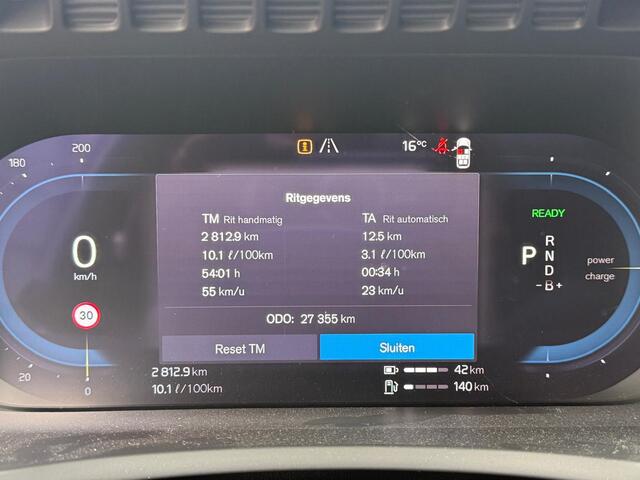 200
180
16°C
Ritgegevens
TM Rit handmatig
TA Rit automatisch
2 812.9 km
12.5 km
10.1 ℓ/100km
3.1 ℓ/100km
54:01 h
00:34 h
55 km/u
23 km/u
ODO: 27 355 km
Reset TM
Sluiten
0
km/h
30
20
0
2 812.9 km
10.1 ℓ/100km
READY
P
R
N
D
-B+
power
charge
42 km
140 km